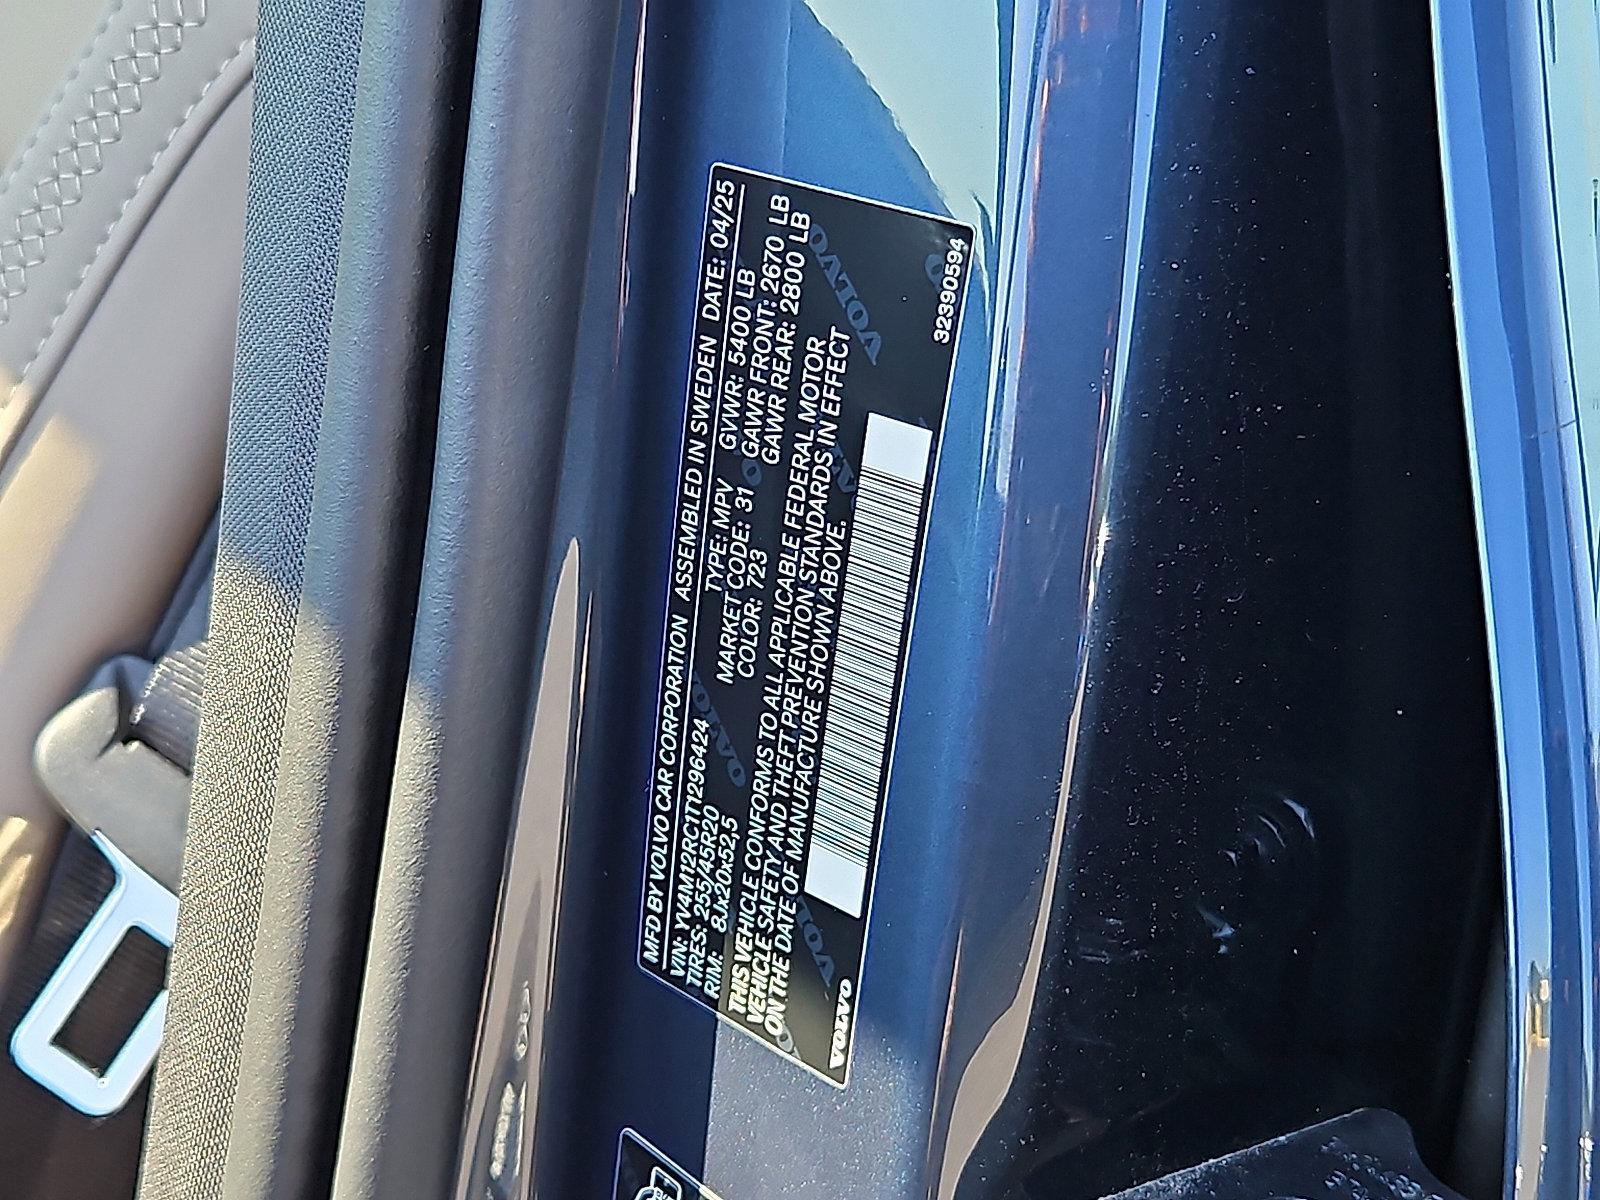 MFD BY VOLVO CAR CORPORATION ASSEMBLED IN SWEDEN DATE: 04/25
VIN: YV4M12RC1T1296424 TYPE: MPV GVWR: 5400 LB
TIRES: 255/45R20 MARKET CODE: 31 GAWR FRONT: 2670 LB
RIM: 8Jx20x52,5 COLOR: 723 GAWR REAR: 2800 LB
THIS VEHICLE CONFORMS TO ALL APPLICABLE FEDERAL MOTOR
VEHICLE SAFETY AND THEFT PREVENTION STANDARDS IN EFFECT
ON THE DATE OF MANUFACTURE SHOWN ABOVE.
VOLVO 32390594